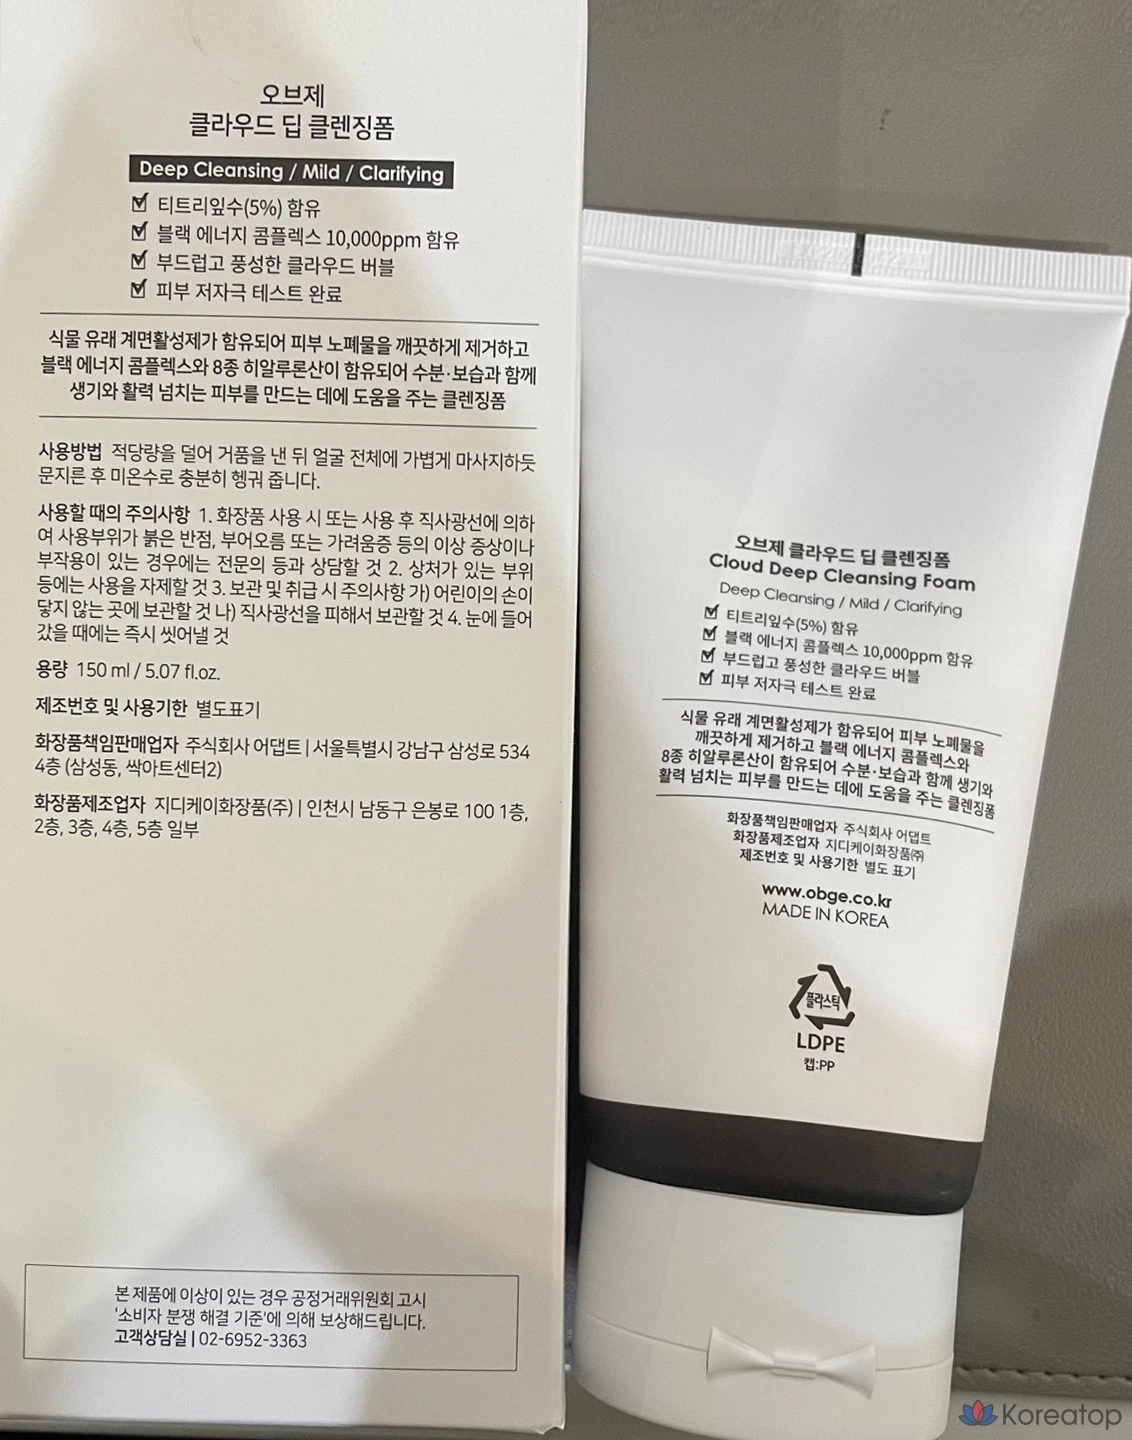 오브제
클라우드 딥 클렌징폼
Deep Cleansing / Mild / Clarifying
티트리잎수(5%) 함유
블랙 에너지 콤플렉스 10,000ppm 함유
부드럽고 풍성한 클라우드 버블
피부 저자극 테스트 완료
식물 유래 계면활성제가 함유되어 피부 노폐물을 깨끗하게 제거하고
블랙 에너지 콤플렉스와 8종 히알루론산이 함유되어 수분·보습과 함께
생기와 활력 넘치는 피부를 만드는 데에 도움을 주는 클렌징폼
사용방법 적당량을 덜어 거품을 낸 뒤 얼굴 전체에 가볍게 마사지하듯
문지른 후 미온수로 충분히 헹궈 줍니다.
사용할 때의 주의사항 1. 화장품 사용 시 또는 사용 후 직사광선에 의하
여 사용부위가 붉은 반점, 부어오름 또는 가려움증 등의 이상 증상이나
부작용이 있는 경우에는 전문의 등과 상담할 것 2. 상처가 있는 부위
등에는 사용을 자제할 것 3. 보관 및 취급 시 주의사항 가) 어린이의 손이
닿지 않는 곳에 보관할 것 나) 직사광선을 피해서 보관할 것 4. 눈에 들어
갔을 때에는 즉시 씻어낼 것
용량 150 ml / 5.07 fl.oz.
제조번호 및 사용기한 별도표기
화장품책임판매업자 주식회사 어댑트 | 서울특별시 강남구 삼성로 534
4층 (삼성동, 싹아트센터2)
화장품제조업자 지디케이화장품(주) | 인천시 남동구 은봉로 100 1층,
2층, 3층, 4층, 5층 일부
본 제품에 이상이 있는 경우 공정거래위원회 고시
'소비자 분쟁 해결 기준'에 의해 보상해드립니다.
고객상담실 | 02-6952-3363
오브제 클라우드 딥 클렌징폼
Cloud Deep Cleansing Foam
Deep Cleansing / Mild / Clarifying
티트리잎수(5%) 함유
블랙 에너지 콤플렉스 10,000ppm 함유
부드럽고 풍성한 클라우드 버블
피부 저자극 테스트 완료
식물 유래 계면활성제가 함유되어 피부 노폐물을
깨끗하게 제거하고 블랙 에너지 콤플렉스와
8종 히알루론산이 함유되어 수분·보습과 함께 생기와
활력 넘치는 피부를 만드는 데에 도움을 주는 클렌징폼
화장품책임판매업자 주식회사 어댑트
화장품제조업자 지디케이화장품㈜
제조번호 및 사용기한 별도 표기
www.obge.co.kr
MADE IN KOREA
플라스틱
LDPE
캡:PP
Koreatop